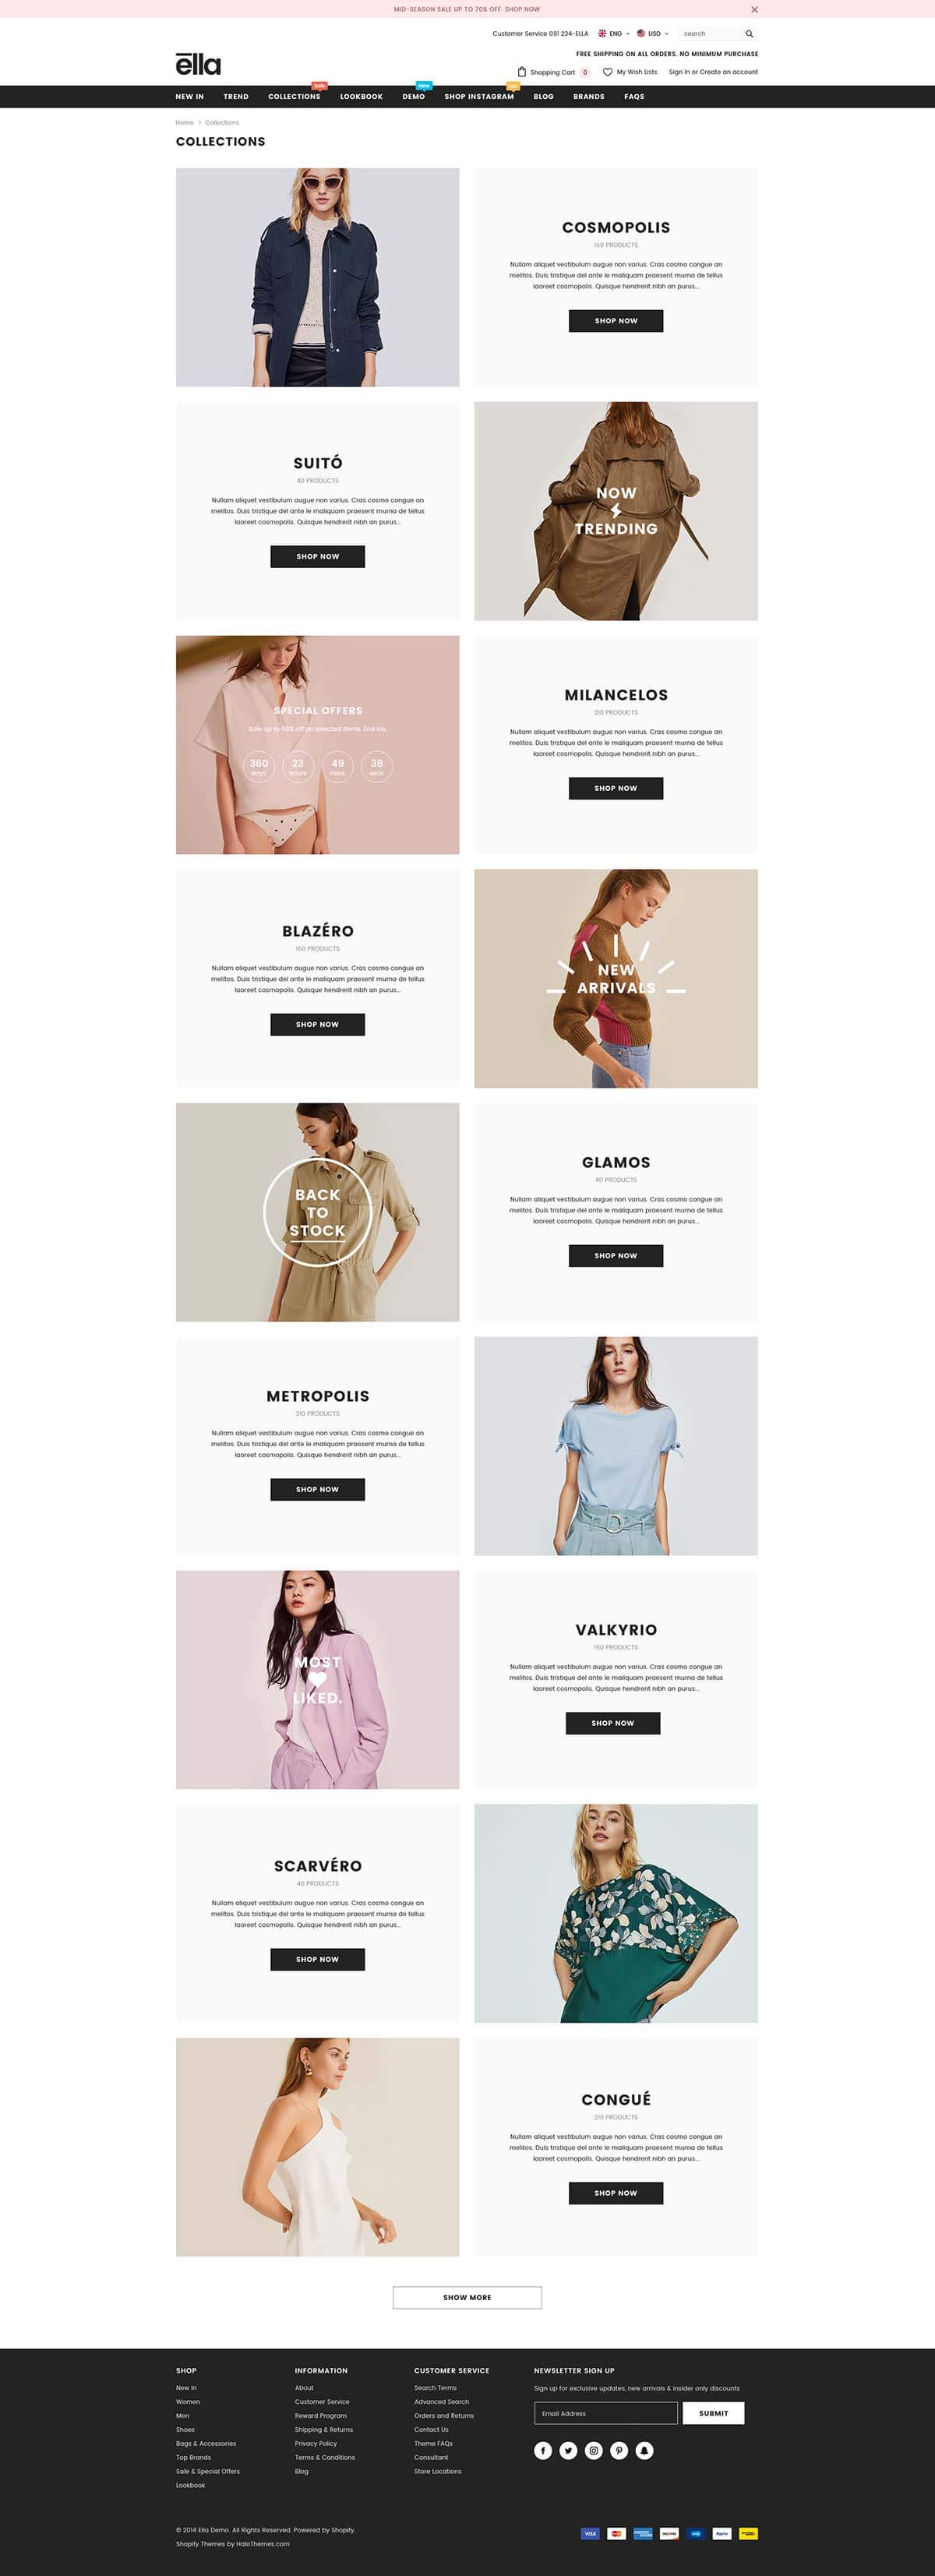 MID-SEASON SALE UP TO 70% OFF. SHOP NOW
Customer Service 091 234-ELLA ENG USD search
FREE SHIPPING ON ALL ORDERS. NO MINIMUM PURCHASE
ella
Shopping Cart 0 My Wish Lists Sign In or Create an account
NEW IN TREND COLLECTIONS LOOKBOOK DEMO SHOP INSTAGRAM BLOG BRANDS FAQS
Home > Collections
COLLECTIONS
COSMOPOLIS
160 PRODUCTS
Nullam aliquet vestibulum augue non varius. Cras cosmo congue an
melitos. Duis tristique del ante le maliquam praesent murna de tellus
laoreet cosmopolis. Quisque hendrerit nibh an purus...
SHOP NOW
SUITÓ
40 PRODUCTS
Nullam aliquet vestibulum augue non varius. Cras cosmo congue an
melitos. Duis tristique del ante le maliquam praesent murna de tellus
laoreet cosmopolis. Quisque hendrerit nibh an purus...
SHOP NOW
NOW
TRENDING
SPECIAL OFFERS
Sale up to 50% off on selected items. End vis
360 23 49 38
days hours mins secs
MILANCELOS
210 PRODUCTS
Nullam aliquet vestibulum augue non varius. Cras cosmo congue an
melitos. Duis tristique del ante le maliquam praesent murna de tellus
laoreet cosmopolis. Quisque hendrerit nibh an purus...
SHOP NOW
BLAZÉRO
160 PRODUCTS
Nullam aliquet vestibulum augue non varius. Cras cosmo congue an
melitos. Duis tristique del ante le maliquam praesent murna de tellus
laoreet cosmopolis. Quisque hendrerit nibh an purus...
SHOP NOW
NEW
ARRIVALS
BACK
TO
STOCK
GLAMOS
40 PRODUCTS
Nullam aliquet vestibulum augue non varius. Cras cosmo congue an
melitos. Duis tristique del ante le maliquam praesent murna de tellus
laoreet cosmopolis. Quisque hendrerit nibh an purus...
SHOP NOW
METROPOLIS
210 PRODUCTS
Nullam aliquet vestibulum augue non varius. Cras cosmo congue an
melitos. Duis tristique del ante le maliquam praesent murna de tellus
laoreet cosmopolis. Quisque hendrerit nibh an purus...
SHOP NOW
MOST
LIKED.
VALKYRIO
160 PRODUCTS
Nullam aliquet vestibulum augue non varius. Cras cosmo congue an
melitos. Duis tristique del ante le maliquam praesent murna de tellus
laoreet cosmopolis. Quisque hendrerit nibh an purus...
SHOP NOW
SCARVÉRO
40 PRODUCTS
Nullam aliquet vestibulum augue non varius. Cras cosmo congue an
melitos. Duis tristique del ante le maliquam praesent murna de tellus
laoreet cosmopolis. Quisque hendrerit nibh an purus...
SHOP NOW
CONGUÉ
210 PRODUCTS
Nullam aliquet vestibulum augue non varius. Cras cosmo congue an
melitos. Duis tristique del ante le maliquam praesent murna de tellus
laoreet cosmopolis. Quisque hendrerit nibh an purus...
SHOP NOW
SHOW MORE
SHOP
New In
Women
Men
Shoes
Bags & Accessories
Top Brands
Sale & Special Offers
Lookbook
INFORMATION
About
Customer Service
Reward Program
Shipping & Returns
Privacy Policy
Terms & Conditions
Blog
CUSTOMER SERVICE
Search Terms
Advanced Search
Orders and Returns
Contact Us
Theme FAQs
Consultant
Store Locations
NEWSLETTER SIGN UP
Sign up for exclusive updates, new arrivals & insider only discounts
Email Address SUBMIT
© 2014 Ella Demo. All Rights Reserved. Powered by Shopify.
Shopify Themes by HaloThemes.com
VISA PayPal